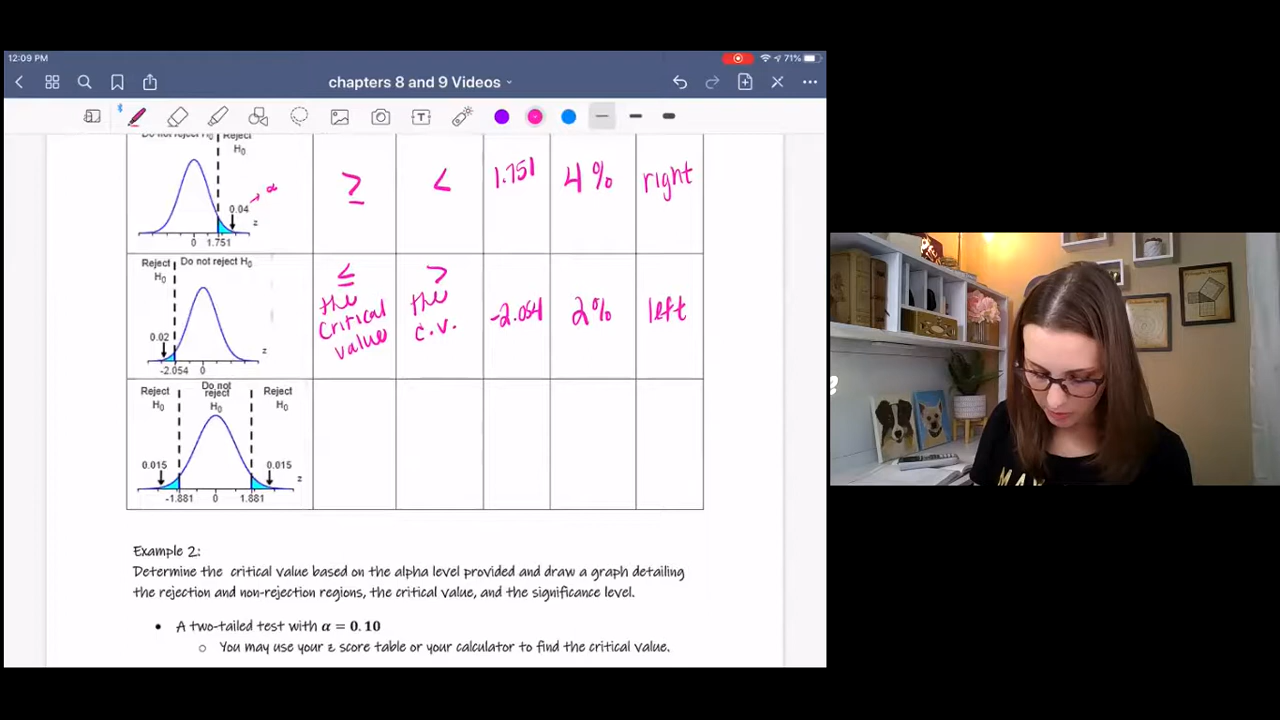 12:09 PM
71%
chapters 8 and 9 Videos
Do not reject H₀ Reject
H₀
0.04 → α
z
0 1.751
≥
<
1.751
4%
right
Reject Do not reject H₀
H₀
0.02
z
-2.054 0
≤
the
Critical
value
>
the
c.v.
-2.054
2%
left
Reject Do not Reject
H₀ reject H₀
H₀
0.015 0.015
z
-1.881 0 1.881
Example 2:
Determine the critical value based on the alpha level provided and draw a graph detailing
the rejection and non-rejection regions, the critical value, and the significance level.
• A two-tailed test with α = 0.10
○ You may use your z score table or your calculator to find the critical value.